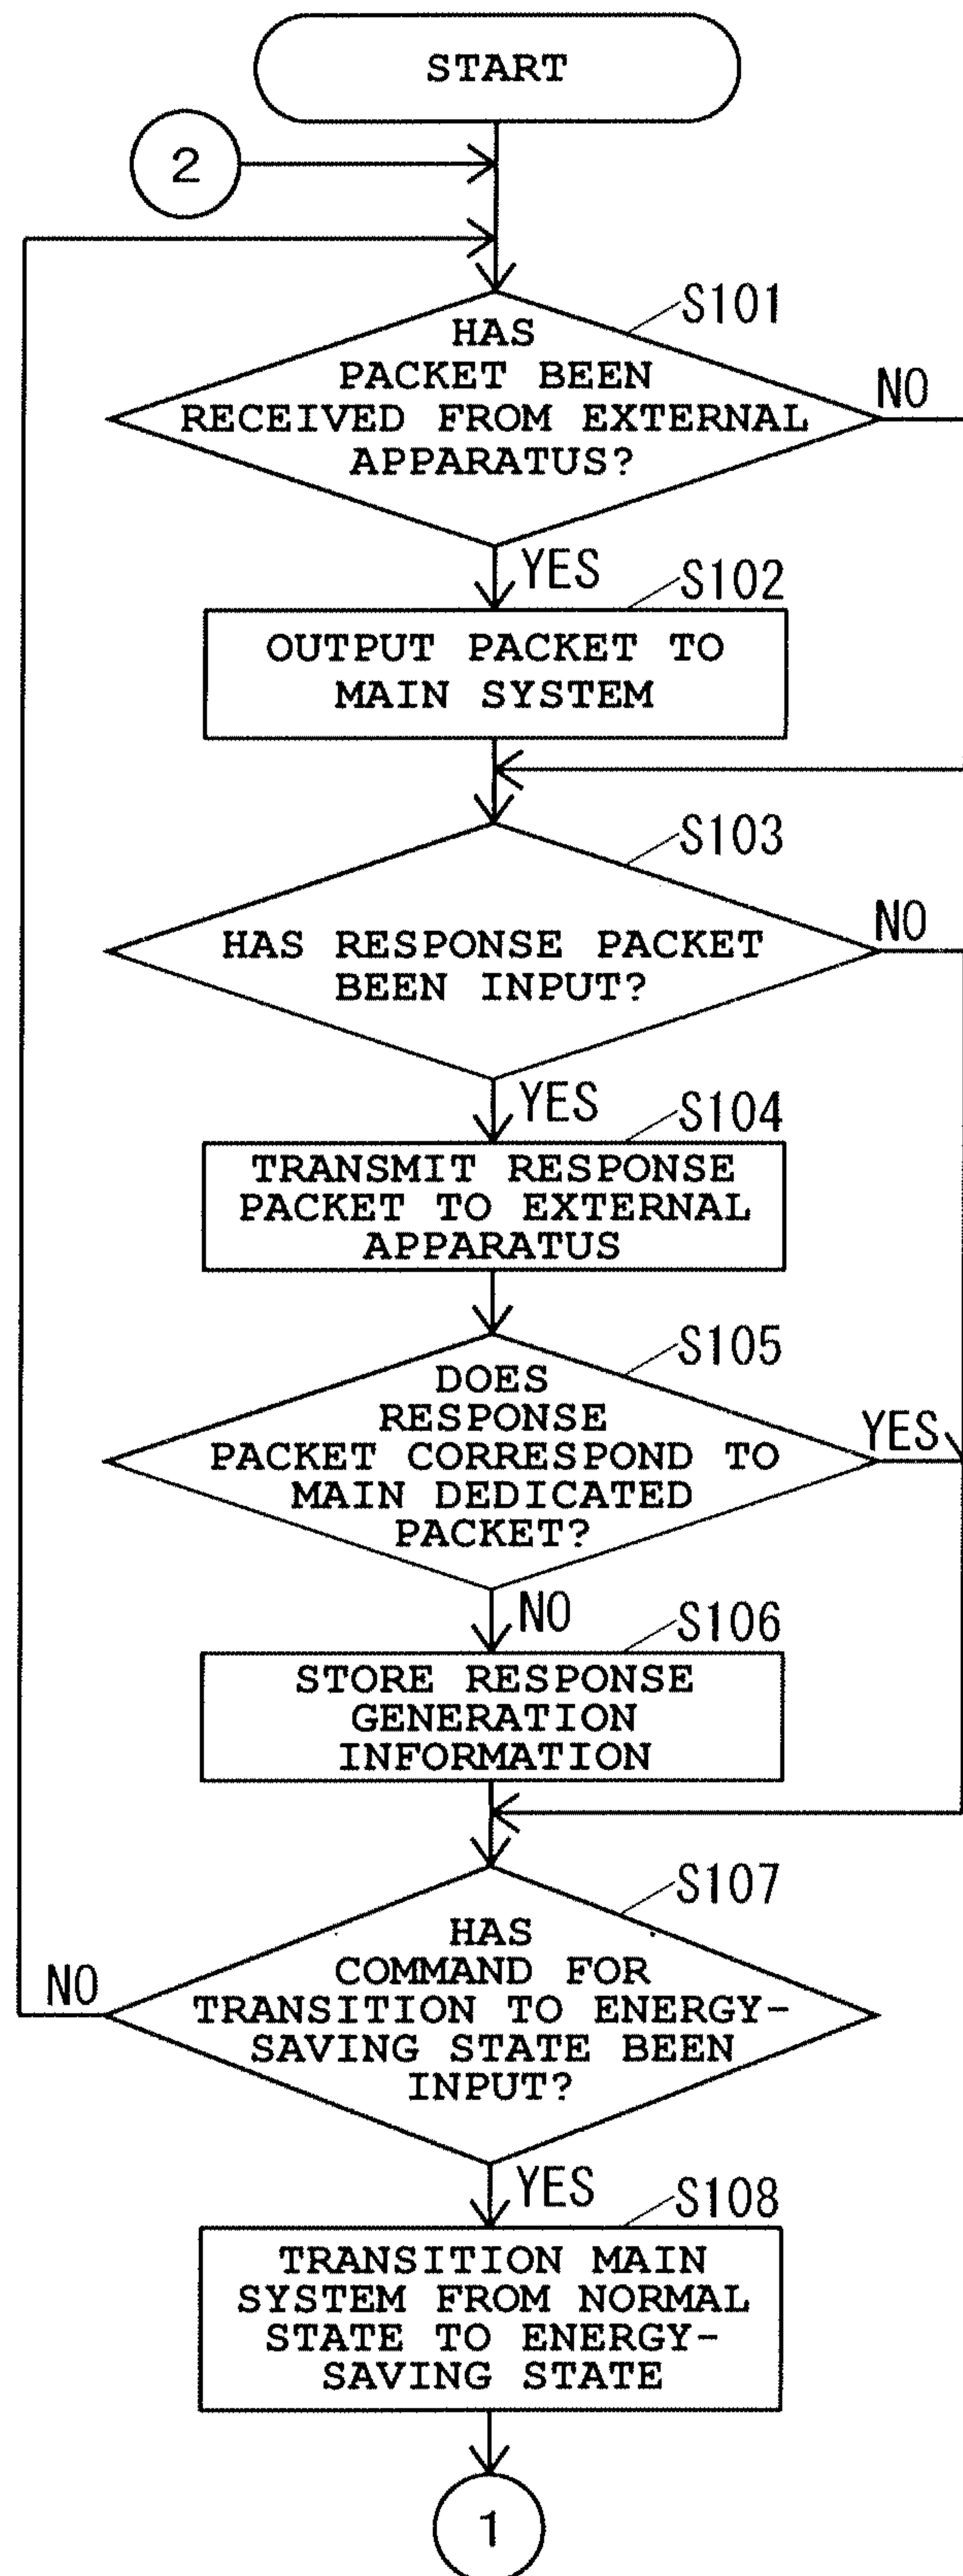 START
2
S101
HAS
PACKET BEEN
RECEIVED FROM EXTERNAL
APPARATUS?
NO
YES
S102
OUTPUT PACKET TO
MAIN SYSTEM
S103
HAS RESPONSE PACKET
BEEN INPUT?
NO
YES
S104
TRANSMIT RESPONSE
PACKET TO EXTERNAL
APPARATUS
S105
DOES
RESPONSE
PACKET CORRESPOND TO
MAIN DEDICATED
PACKET?
YES
NO
S106
STORE RESPONSE
GENERATION
INFORMATION
S107
HAS
COMMAND FOR
TRANSITION TO ENERGY-
SAVING STATE BEEN
INPUT?
NO
YES
S108
TRANSITION MAIN
SYSTEM FROM NORMAL
STATE TO ENERGY-
SAVING STATE
1